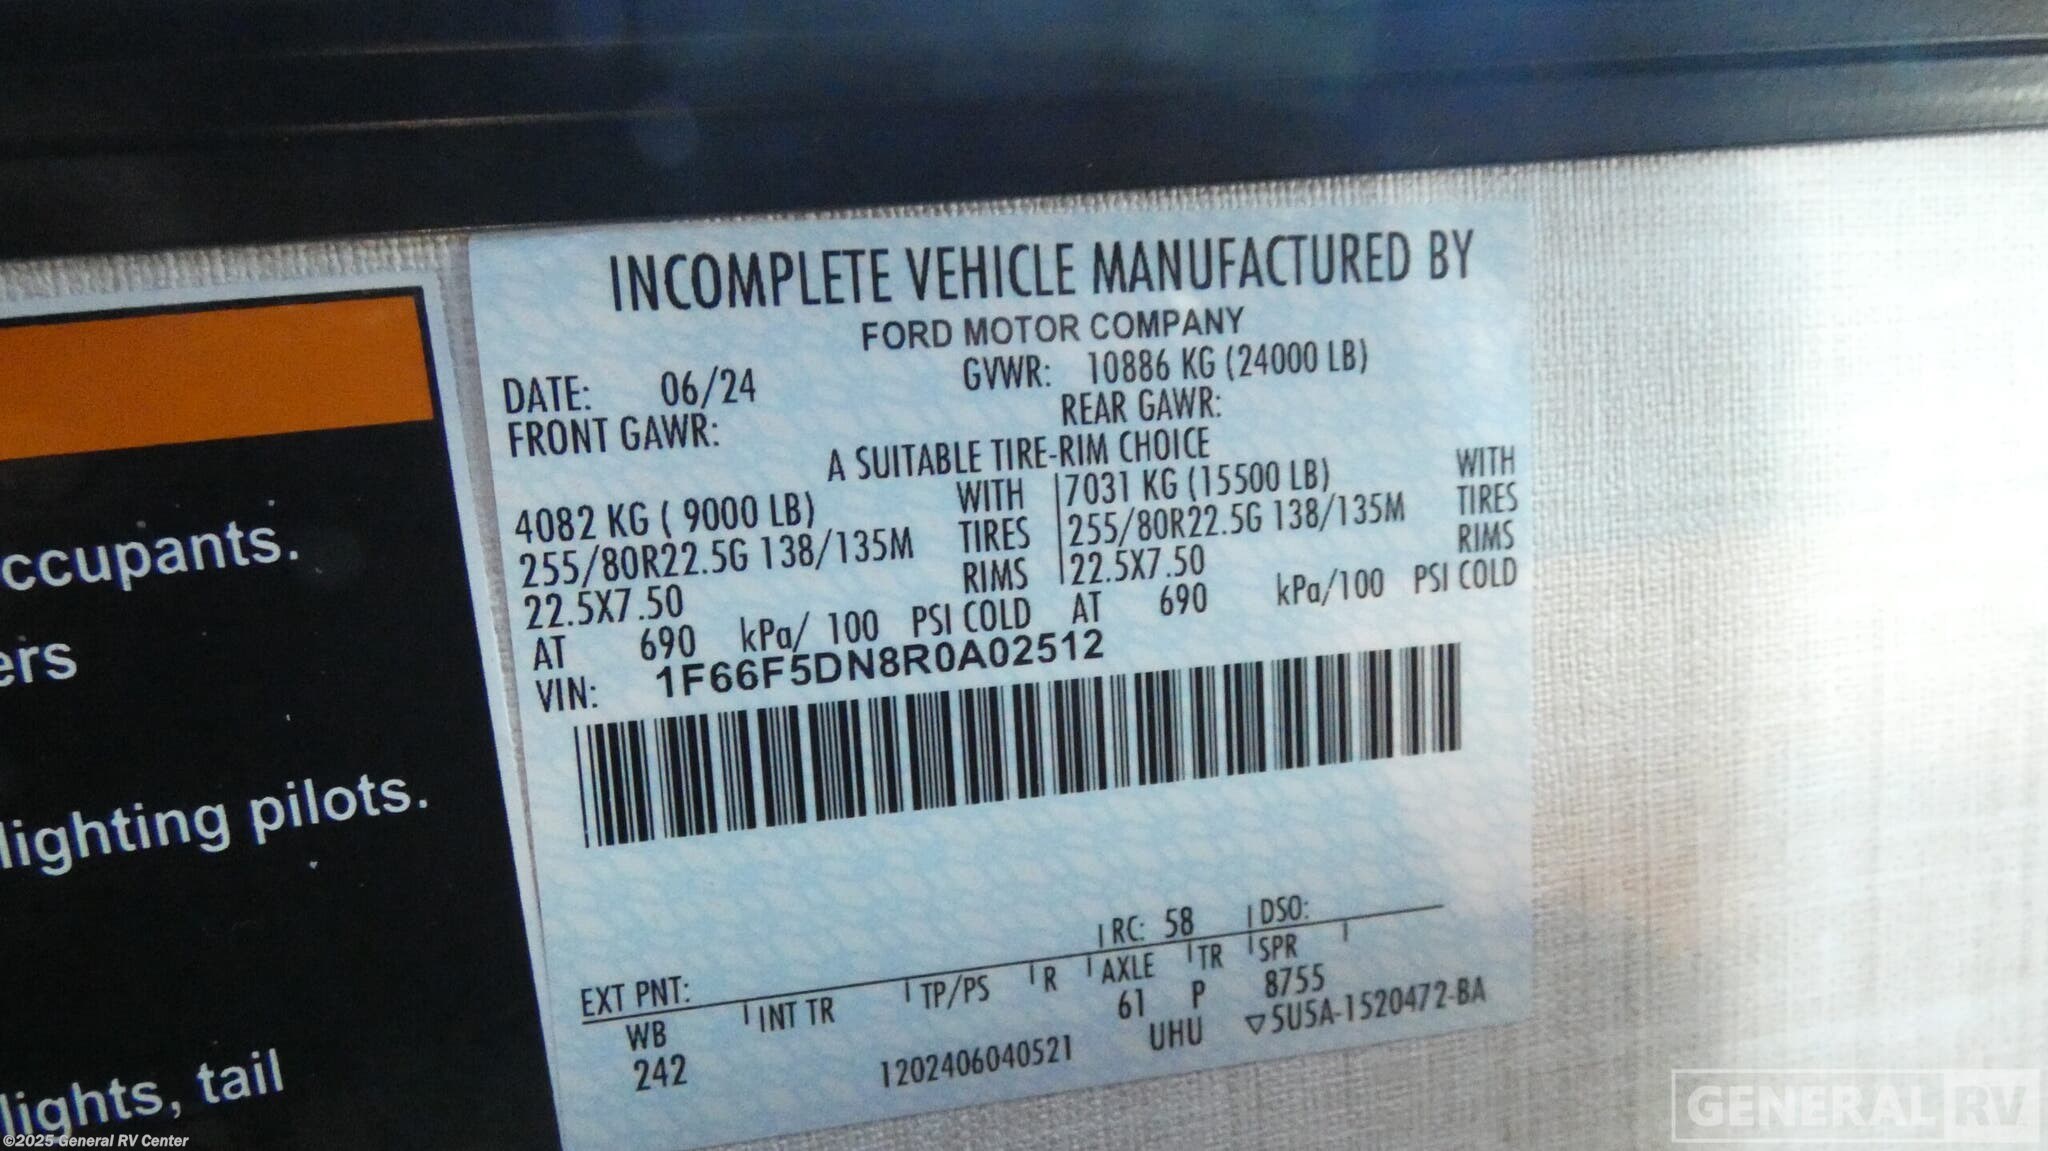 INCOMPLETE VEHICLE MANUFACTURED BY
FORD MOTOR COMPANY
DATE: 06/24 GVWR: 10886 KG (24000 LB)
FRONT GAWR: REAR GAWR:
A SUITABLE TIRE-RIM CHOICE
4082 KG ( 9000 LB) WITH 7031 KG (15500 LB) WITH
255/80R22.5G 138/135M TIRES 255/80R22.5G 138/135M TIRES
22.5X7.50 RIMS 22.5X7.50 RIMS
AT 690 kPa/ 100 PSI COLD AT 690 kPa/100 PSI COLD
VIN: 1F66F5DN8R0A02512
EXT PNT: RC: 58 DSO:
WB INT TR TP/PS R AXLE TR SPR
242 61 P 8755
1202406040521 UHU ▽5U5A-1520472-BA
ccupants.
ers
lighting pilots.
lights, tail
©2025 General RV Center
GENERAL RV